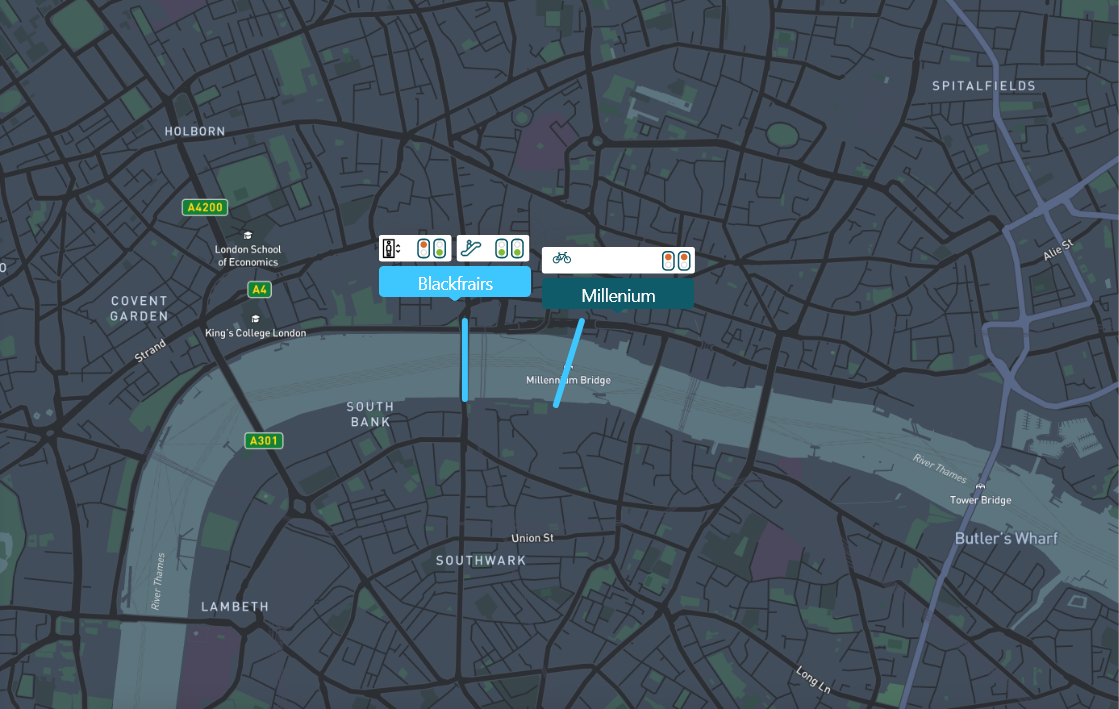 SPITALFIELDS
HOLBORN
A4200
London School
of Economics
Alie St
O
A4
COVENT
GARDEN
King's College London
Strand
Blackfrairs
Millenium
Millennium Bridge
SOUTH
BANK
A301
River Thames
Tower Bridge
Butler's Wharf
Union St
SOUTHWARK
River Thames
LAMBETH
Long Ln